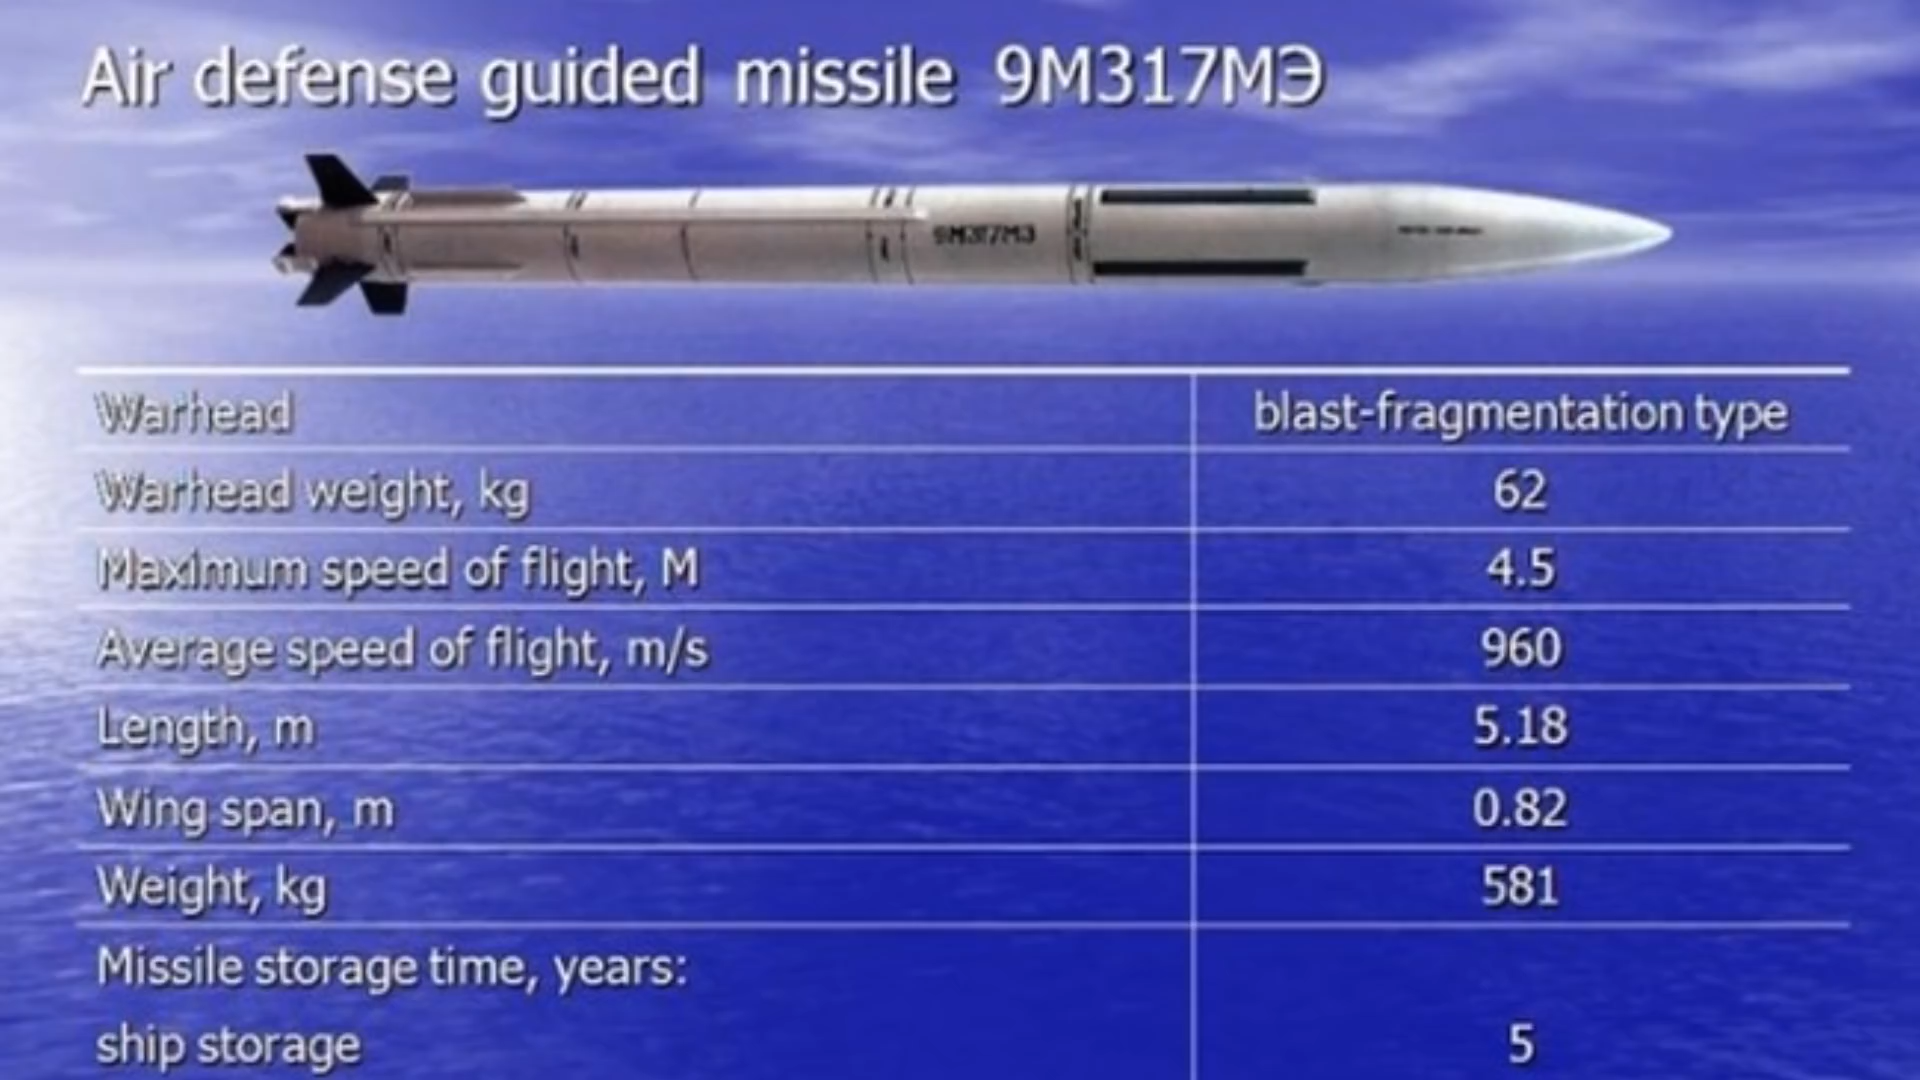 Air defense guided missile 9М317МЭ
9М317МЭ
Warhead blast-fragmentation type
Warhead weight, kg 62
Maximum speed of flight, M 4.5
Average speed of flight, m/s 960
Length, m 5.18
Wing span, m 0.82
Weight, kg 581
Missile storage time, years:
ship storage 5